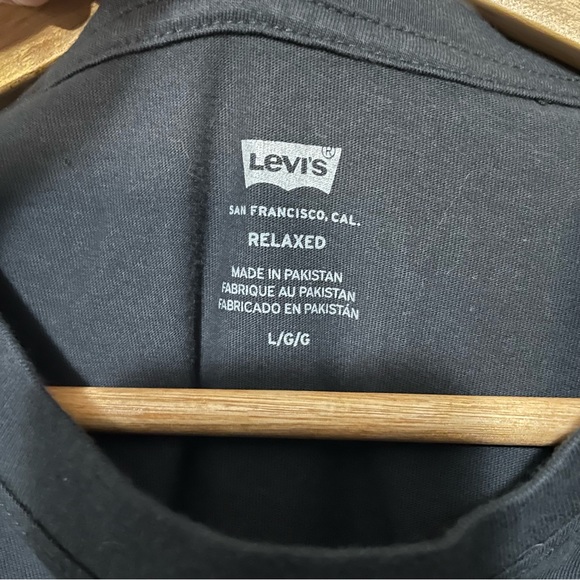 Levi's®
SAN FRANCISCO, CAL.
RELAXED
MADE IN PAKISTAN
FABRIQUE AU PAKISTAN
FABRICADO EN PAKISTÁN
L/G/G